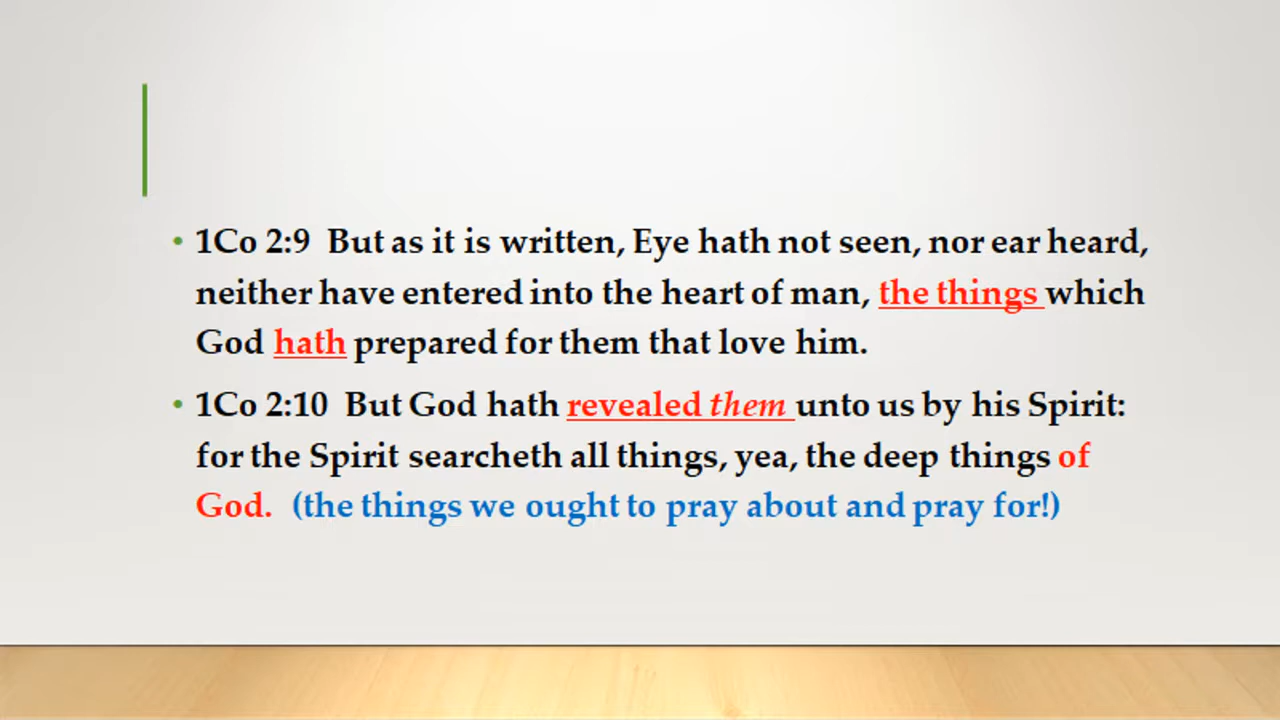 • 1Co 2:9  But as it is written, Eye hath not seen, nor ear heard,
neither have entered into the heart of man, the things which
God hath prepared for them that love him.
• 1Co 2:10  But God hath revealed them unto us by his Spirit:
for the Spirit searcheth all things, yea, the deep things of
God.  (the things we ought to pray about and pray for!)